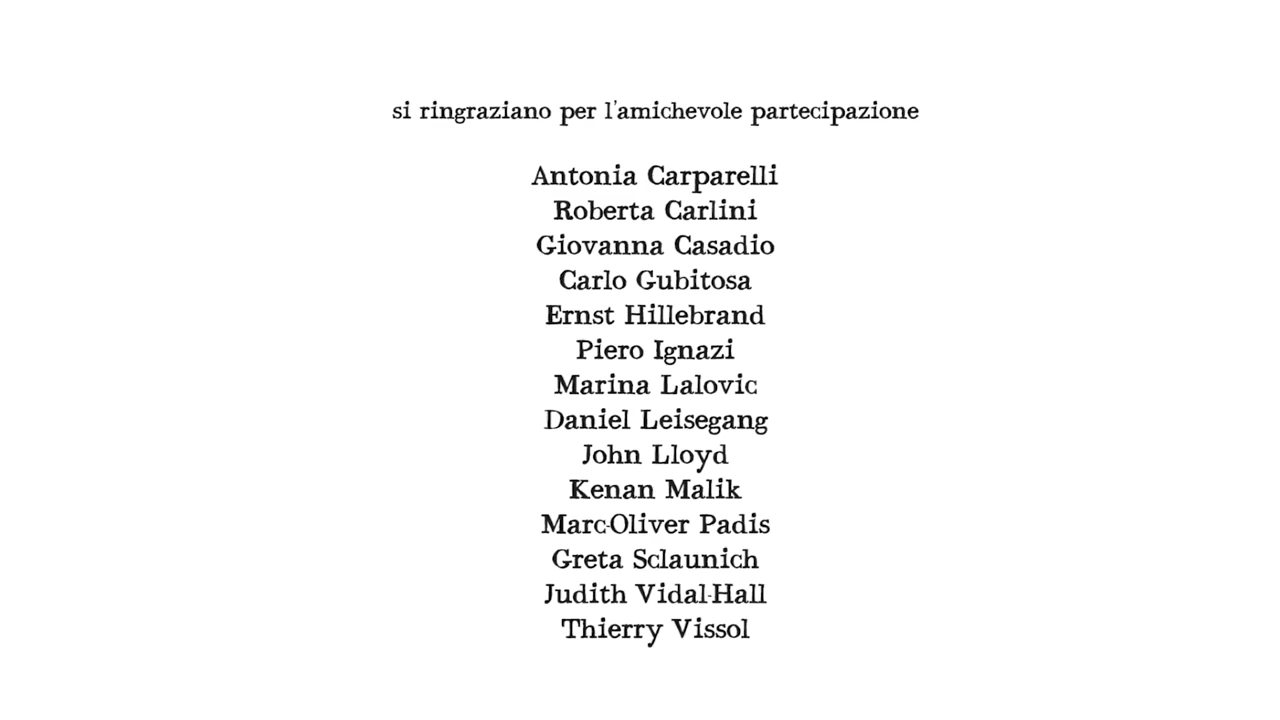 si ringraziano per l'amichevole partecipazione
Antonia Carparelli
Roberta Carlini
Giovanna Casadio
Carlo Gubitosa
Ernst Hillebrand
Piero Ignazi
Marina Lalovic
Daniel Leisegang
John Lloyd
Kenan Malik
Marc-Oliver Padis
Greta Sclaunich
Judith Vidal-Hall
Thierry Vissol